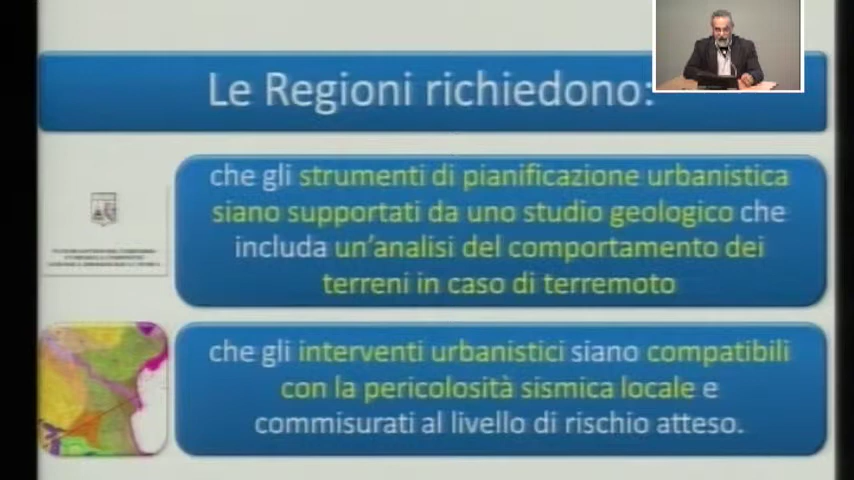 Le Regioni richiedono:
che gli strumenti di pianificazione urbanistica
siano supportati da uno studio geologico che
includa un'analisi del comportamento dei
terreni in caso di terremoto
che gli interventi urbanistici siano compatibili
con la pericolosità sismica locale e
commisurati al livello di rischio atteso.